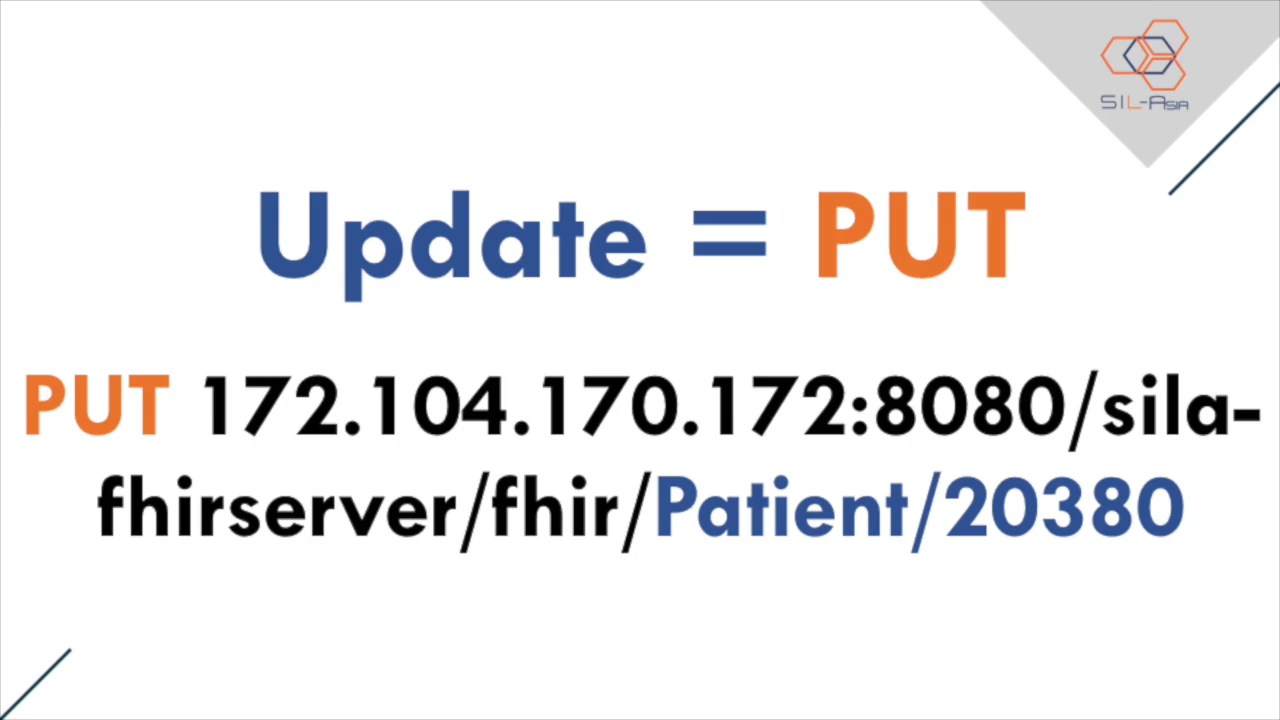 SIL-Asia
Update = PUT
PUT 172.104.170.172:8080/sila-
fhirserver/fhir/Patient/20380